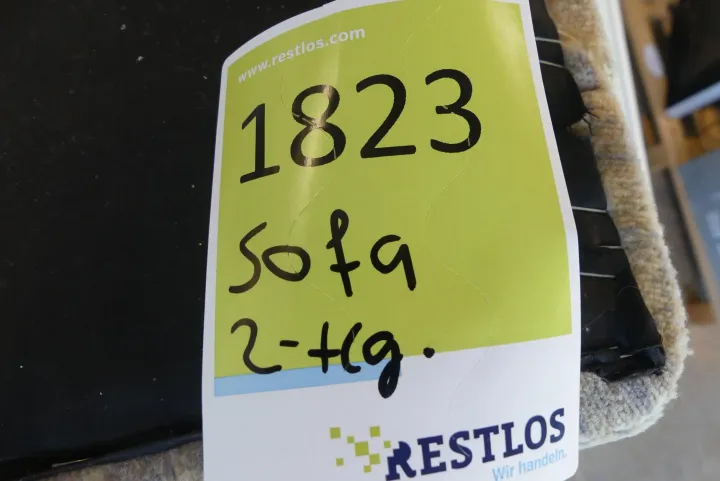 www.restlos.com
1823
Sofa
2-tlg.
RESTLOS
Wir handeln.